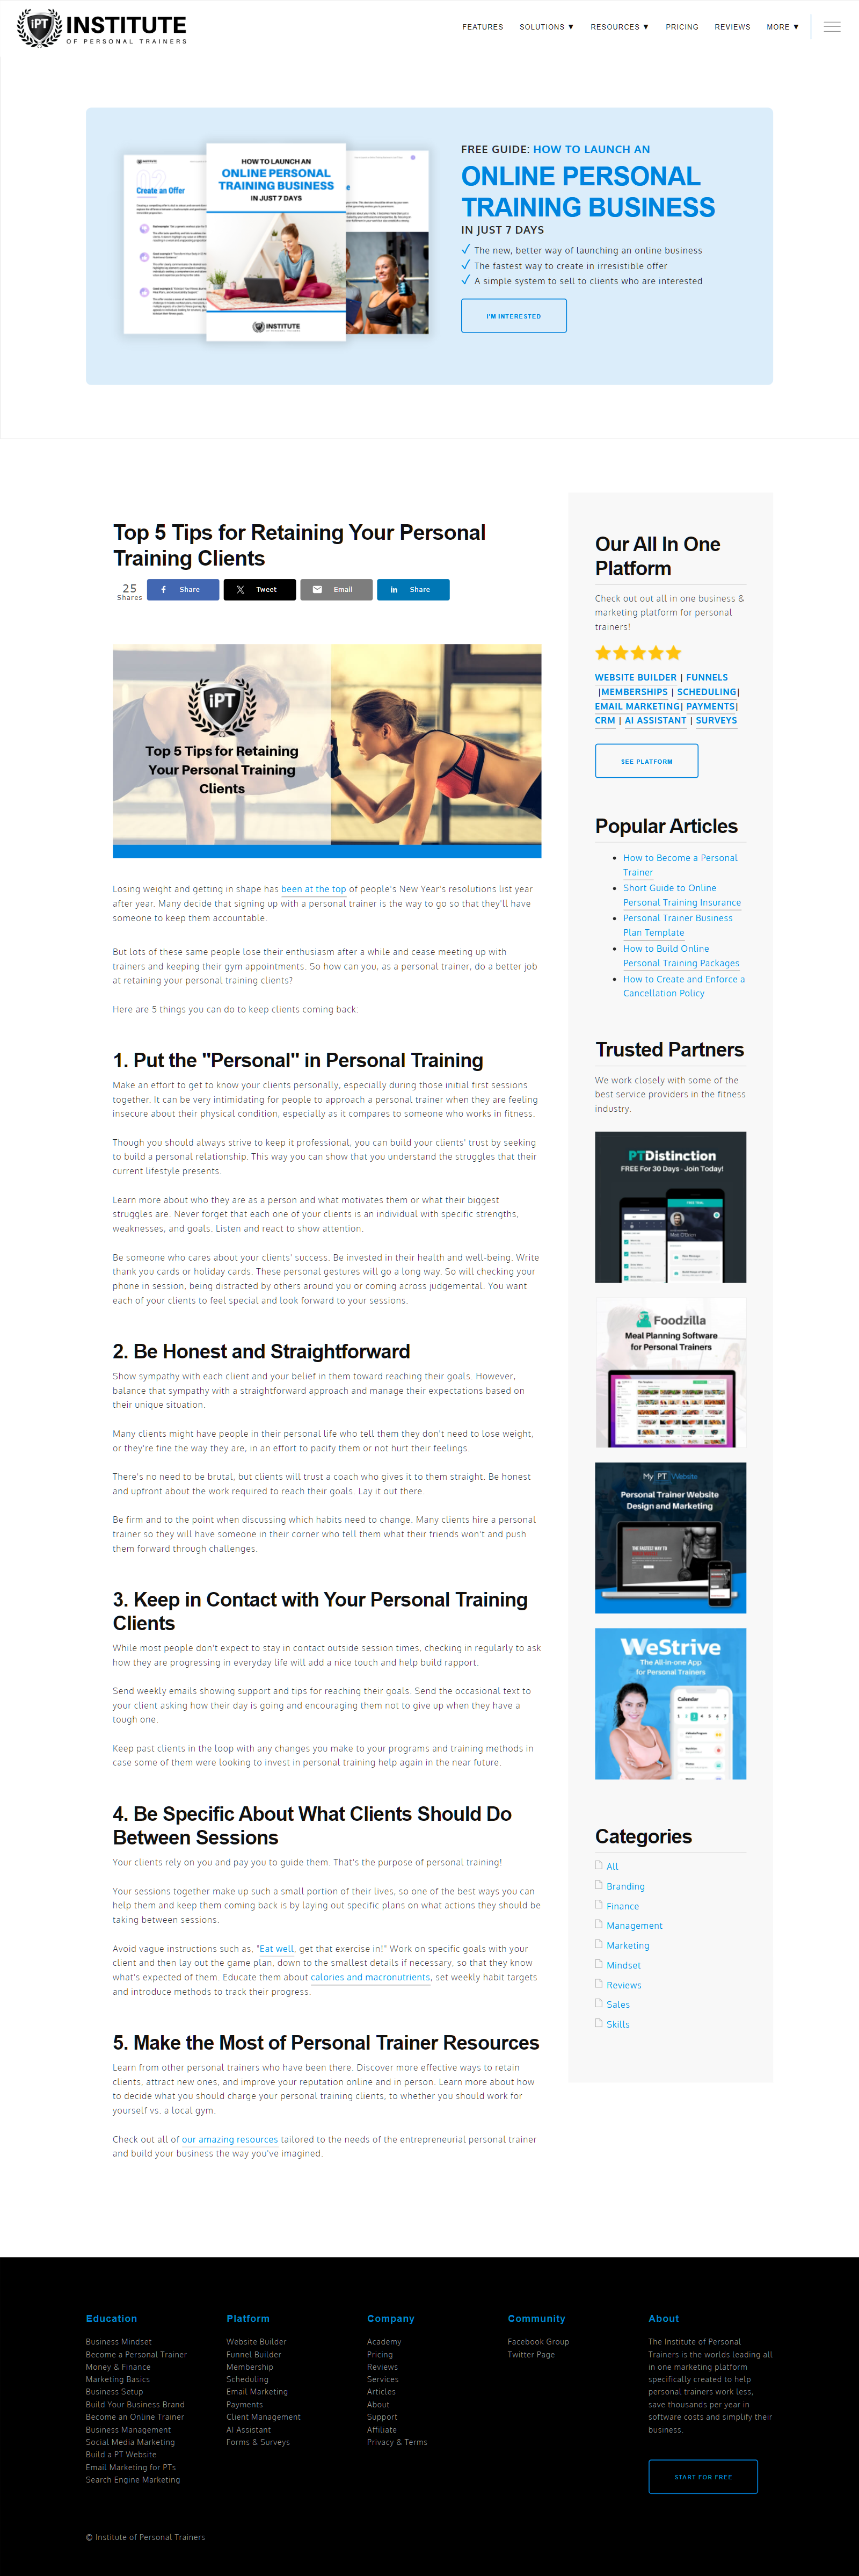 iPT INSTITUTE
OF PERSONAL TRAINERS
FEATURES SOLUTIONS ▼ RESOURCES ▼ PRICING REVIEWS MORE ▼
02
Create an Offer
HOW TO LAUNCH AN
ONLINE PERSONAL
TRAINING BUSINESS
IN JUST 7 DAYS
INSTITUTE
FREE GUIDE: HOW TO LAUNCH AN
ONLINE PERSONAL
TRAINING BUSINESS
IN JUST 7 DAYS
✓ The new, better way of launching an online business
✓ The fastest way to create in irresistible offer
✓ A simple system to sell to clients who are interested
I'M INTERESTED
Top 5 Tips for Retaining Your Personal
Training Clients
25
Shares
Share
Tweet
Email
Share
iPT
Top 5 Tips for Retaining
Your Personal Training
Clients
Losing weight and getting in shape has been at the top of people's New Year's resolutions list year
after year. Many decide that signing up with a personal trainer is the way to go so that they'll have
someone to keep them accountable.
But lots of these same people lose their enthusiasm after a while and cease meeting up with
trainers and keeping their gym appointments. So how can you, as a personal trainer, do a better job
at retaining your personal training clients?
Here are 5 things you can do to keep clients coming back:
1. Put the "Personal" in Personal Training
Make an effort to get to know your clients personally, especially during those initial first sessions
together. It can be very intimidating for people to approach a personal trainer when they are feeling
insecure about their physical condition, especially as it compares to someone who works in fitness.
Though you should always strive to keep it professional, you can build your clients' trust by seeking
to build a personal relationship. This way you can show that you understand the struggles that their
current lifestyle presents.
Learn more about who they are as a person and what motivates them or what their biggest
struggles are. Never forget that each one of your clients is an individual with specific strengths,
weaknesses, and goals. Listen and react to show attention.
Be someone who cares about your clients' success. Be invested in their health and well-being. Write
thank you cards or holiday cards. These personal gestures will go a long way. So will checking your
phone in session, being distracted by others around you or coming across judgemental. You want
each of your clients to feel special and look forward to your sessions.
2. Be Honest and Straightforward
Show sympathy with each client and your belief in them toward reaching their goals. However,
balance that sympathy with a straightforward approach and manage their expectations based on
their unique situation.
Many clients might have people in their personal life who tell them they don't need to lose weight,
or they're fine the way they are, in an effort to pacify them or not hurt their feelings.
There's no need to be brutal, but clients will trust a coach who gives it to them straight. Be honest
and upfront about the work required to reach their goals. Lay it out there.
Be firm and to the point when discussing which habits need to change. Many clients hire a personal
trainer so they will have someone in their corner who tell them what their friends won't and push
them forward through challenges.
3. Keep in Contact with Your Personal Training
Clients
While most people don't expect to stay in contact outside session times, checking in regularly to ask
how they are progressing in everyday life will add a nice touch and help build rapport.
Send weekly emails showing support and tips for reaching their goals. Send the occasional text to
your client asking how their day is going and encouraging them not to give up when they have a
tough one.
Keep past clients in the loop with any changes you make to your programs and training methods in
case some of them were looking to invest in personal training help again in the near future.
4. Be Specific About What Clients Should Do
Between Sessions
Your clients rely on you and pay you to guide them. That's the purpose of personal training!
Your sessions together make up such a small portion of their lives, so one of the best ways you can
help them and keep them coming back is by laying out specific plans on what actions they should be
taking between sessions.
Avoid vague instructions such as, "Eat well, get that exercise in!" Work on specific goals with your
client and then lay out the game plan, down to the smallest details if necessary, so that they know
what's expected of them. Educate them about calories and macronutrients, set weekly habit targets
and introduce methods to track their progress.
5. Make the Most of Personal Trainer Resources
Learn from other personal trainers who have been there. Discover more effective ways to retain
clients, attract new ones, and improve your reputation online and in person. Learn more about how
to decide what you should charge your personal training clients, to whether you should work for
yourself vs. a local gym.
Check out all of our amazing resources tailored to the needs of the entrepreneurial personal trainer
and build your business the way you've imagined.
Our All In One
Platform
Check out out all in one business &
marketing platform for personal
trainers!
WEBSITE BUILDER | FUNNELS
|MEMBERSHIPS | SCHEDULING|
EMAIL MARKETING| PAYMENTS|
CRM | AI ASSISTANT | SURVEYS
SEE PLATFORM
Popular Articles
How to Become a Personal
Trainer
Short Guide to Online
Personal Training Insurance
Personal Trainer Business
Plan Template
How to Build Online
Personal Training Packages
How to Create and Enforce a
Cancellation Policy
Trusted Partners
We work closely with some of the
best service providers in the fitness
industry.
PTDistinction
FREE For 30 Days - Join Today!
Foodzilla
Meal Planning Software
for Personal Trainers
My PT Website
Personal Trainer Website
Design and Marketing
WeStrive
The All-in-one App
for Personal Trainers
Calendar
Categories
All
Branding
Finance
Management
Marketing
Mindset
Reviews
Sales
Skills
Education
Business Mindset
Become a Personal Trainer
Money & Finance
Marketing Basics
Business Setup
Build Your Business Brand
Become an Online Trainer
Business Management
Social Media Marketing
Build a PT Website
Email Marketing for PTs
Search Engine Marketing
Platform
Website Builder
Funnel Builder
Membership
Scheduling
Email Marketing
Payments
Client Management
AI Assistant
Forms & Surveys
Company
Academy
Pricing
Reviews
Services
Articles
About
Support
Affiliate
Privacy & Terms
Community
Facebook Group
Twitter Page
About
The Institute of Personal
Trainers is the worlds leading all
in one marketing platform
specifically created to help
personal trainers work less,
save thousands per year in
software costs and simplify their
business.
START FOR FREE
© Institute of Personal Trainers